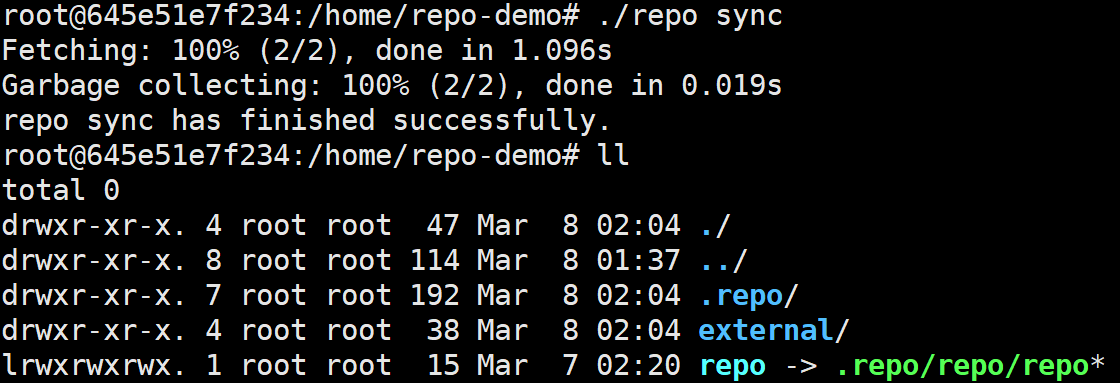 root@645e51e7f234:/home/repo-demo# ./repo sync
Fetching: 100% (2/2), done in 1.096s
Garbage collecting: 100% (2/2), done in 0.019s
repo sync has finished successfully.
root@645e51e7f234:/home/repo-demo# ll
total 0
drwxr-xr-x. 4 root root  47 Mar  8 02:04 ./
drwxr-xr-x. 8 root root 114 Mar  8 01:37 ../
drwxr-xr-x. 7 root root 192 Mar  8 02:04 .repo/
drwxr-xr-x. 4 root root  38 Mar  8 02:04 external/
lrwxrwxrwx. 1 root root  15 Mar  7 02:20 repo -> .repo/repo/repo*